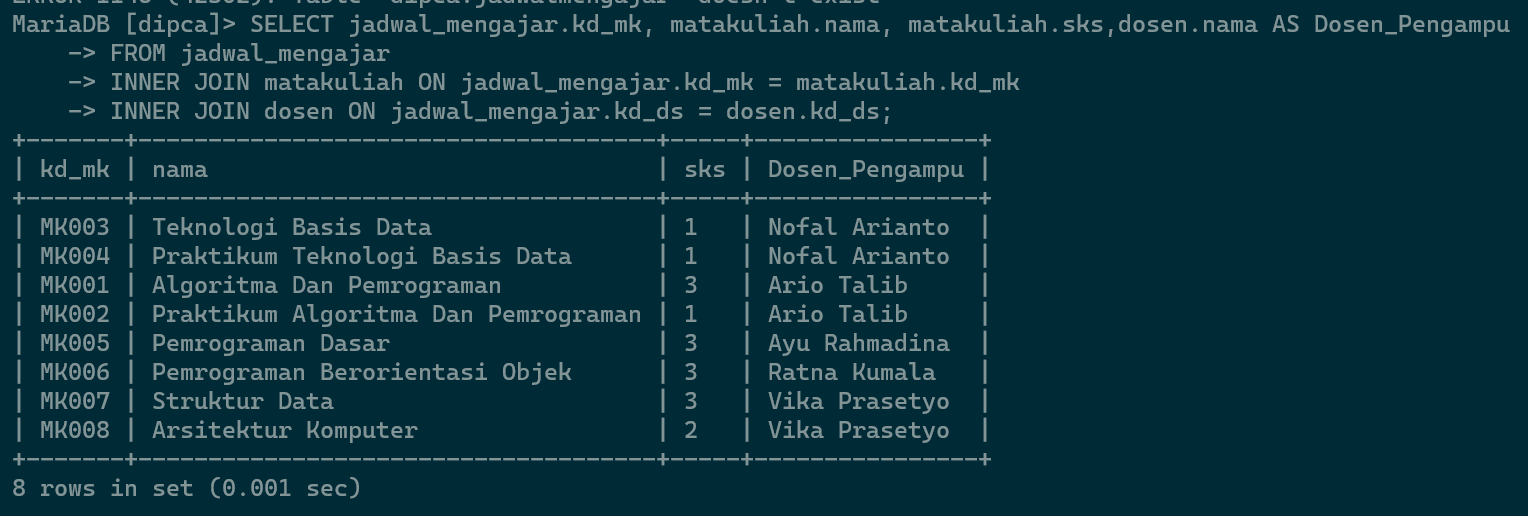 MariaDB [dipca]> SELECT jadwal_mengajar.kd_mk, matakuliah.nama, matakuliah.sks,dosen.nama AS Dosen_Pengampu
    -> FROM jadwal_mengajar
    -> INNER JOIN matakuliah ON jadwal_mengajar.kd_mk = matakuliah.kd_mk
    -> INNER JOIN dosen ON jadwal_mengajar.kd_ds = dosen.kd_ds;
+-------+-------------------------------------+-----+----------------+
| kd_mk | nama                                | sks | Dosen_Pengampu |
+-------+-------------------------------------+-----+----------------+
| MK003 | Teknologi Basis Data                | 1   | Nofal Arianto  |
| MK004 | Praktikum Teknologi Basis Data      | 1   | Nofal Arianto  |
| MK001 | Algoritma Dan Pemrograman           | 3   | Ario Talib     |
| MK002 | Praktikum Algoritma Dan Pemrograman | 1   | Ario Talib     |
| MK005 | Pemrograman Dasar                   | 3   | Ayu Rahmadina  |
| MK006 | Pemrograman Berorientasi Objek      | 3   | Ratna Kumala   |
| MK007 | Struktur Data                       | 3   | Vika Prasetyo  |
| MK008 | Arsitektur Komputer                 | 2   | Vika Prasetyo  |
+-------+-------------------------------------+-----+----------------+
8 rows in set (0.001 sec)